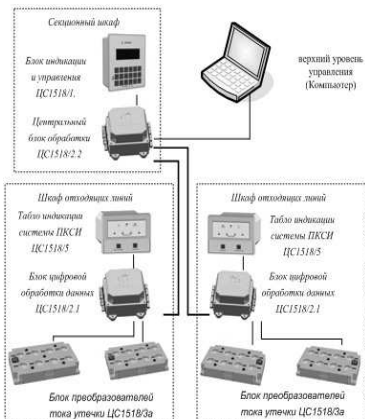 Секционный шкаф
Блок индикации
и управления
ЦС1518/1.
верхний уровень
управления
(Компьютер)
Центральный
блок обработки
ЦС1518/2.2
Шкаф отходящих линий
Табло индикации
системы ПКСИ
ЦС1518/5
Блок цифровой
обработки данных
ЦС1518/2.1
Блок преобразователей
тока утечки ЦС1518/3а
Шкаф отходящих линий
Табло индикации
системы ПКСИ
ЦС1518/5
Блок цифровой
обработки данных
ЦС1518/2.1
Блок преобразователей
тока утечки ЦС1518/3а